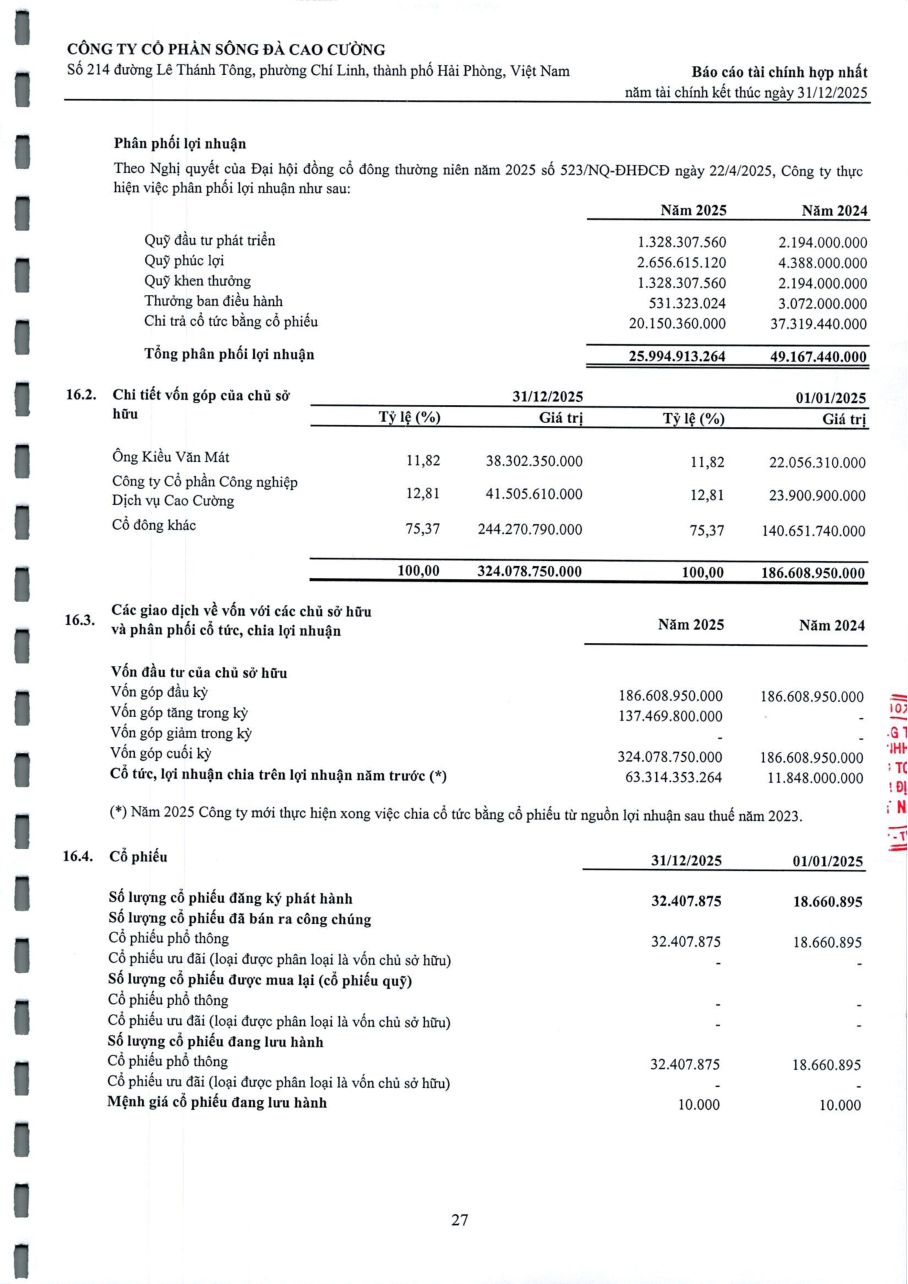 CÔNG TY CỔ PHẦN SÔNG ĐÀ CAO CƯỜNG
Số 214 đường Lê Thánh Tông, phường Chí Linh, thành phố Hải Phòng, Việt Nam
Báo cáo tài chính hợp nhất
năm tài chính kết thúc ngày 31/12/2025
Phân phối lợi nhuận
Theo Nghị quyết của Đại hội đồng cổ đông thường niên năm 2025 số 523/NQ-ĐHĐCĐ ngày 22/4/2025, Công ty thực
hiện việc phân phối lợi nhuận như sau:
Năm 2025 Năm 2024
Quỹ đầu tư phát triển 1.328.307.560 2.194.000.000
Quỹ phúc lợi 2.656.615.120 4.388.000.000
Quỹ khen thưởng 1.328.307.560 2.194.000.000
Thưởng ban điều hành 531.323.024 3.072.000.000
Chi trả cổ tức bằng cổ phiếu 20.150.360.000 37.319.440.000
Tổng phân phối lợi nhuận 25.994.913.264 49.167.440.000
16.2. Chi tiết vốn góp của chủ sở 31/12/2025 01/01/2025
hữu Tỷ lệ (%) Giá trị Tỷ lệ (%) Giá trị
Ông Kiều Văn Mát 11,82 38.302.350.000 11,82 22.056.310.000
Công ty Cổ phần Công nghiệp
Dịch vụ Cao Cường 12,81 41.505.610.000 12,81 23.900.900.000
Cổ đông khác 75,37 244.270.790.000 75,37 140.651.740.000
100,00 324.078.750.000 100,00 186.608.950.000
16.3. Các giao dịch về vốn với các chủ sở hữu
và phân phối cổ tức, chia lợi nhuận Năm 2025 Năm 2024
Vốn đầu tư của chủ sở hữu
Vốn góp đầu kỳ 186.608.950.000 186.608.950.000
Vốn góp tăng trong kỳ 137.469.800.000 -
Vốn góp giảm trong kỳ - -
Vốn góp cuối kỳ 324.078.750.000 186.608.950.000
Cổ tức, lợi nhuận chia trên lợi nhuận năm trước (*) 63.314.353.264 11.848.000.000
(*) Năm 2025 Công ty mới thực hiện xong việc chia cổ tức bằng cổ phiếu từ nguồn lợi nhuận sau thuế năm 2023.
16.4. Cổ phiếu 31/12/2025 01/01/2025
Số lượng cổ phiếu đăng ký phát hành 32.407.875 18.660.895
Số lượng cổ phiếu đã bán ra công chúng
Cổ phiếu phổ thông 32.407.875 18.660.895
Cổ phiếu ưu đãi (loại được phân loại là vốn chủ sở hữu) - -
Số lượng cổ phiếu được mua lại (cổ phiếu quỹ)
Cổ phiếu phổ thông - -
Cổ phiếu ưu đãi (loại được phân loại là vốn chủ sở hữu) - -
Số lượng cổ phiếu đang lưu hành
Cổ phiếu phổ thông 32.407.875 18.660.895
Cổ phiếu ưu đãi (loại được phân loại là vốn chủ sở hữu) - -
Mệnh giá cổ phiếu đang lưu hành 10.000 10.000
27